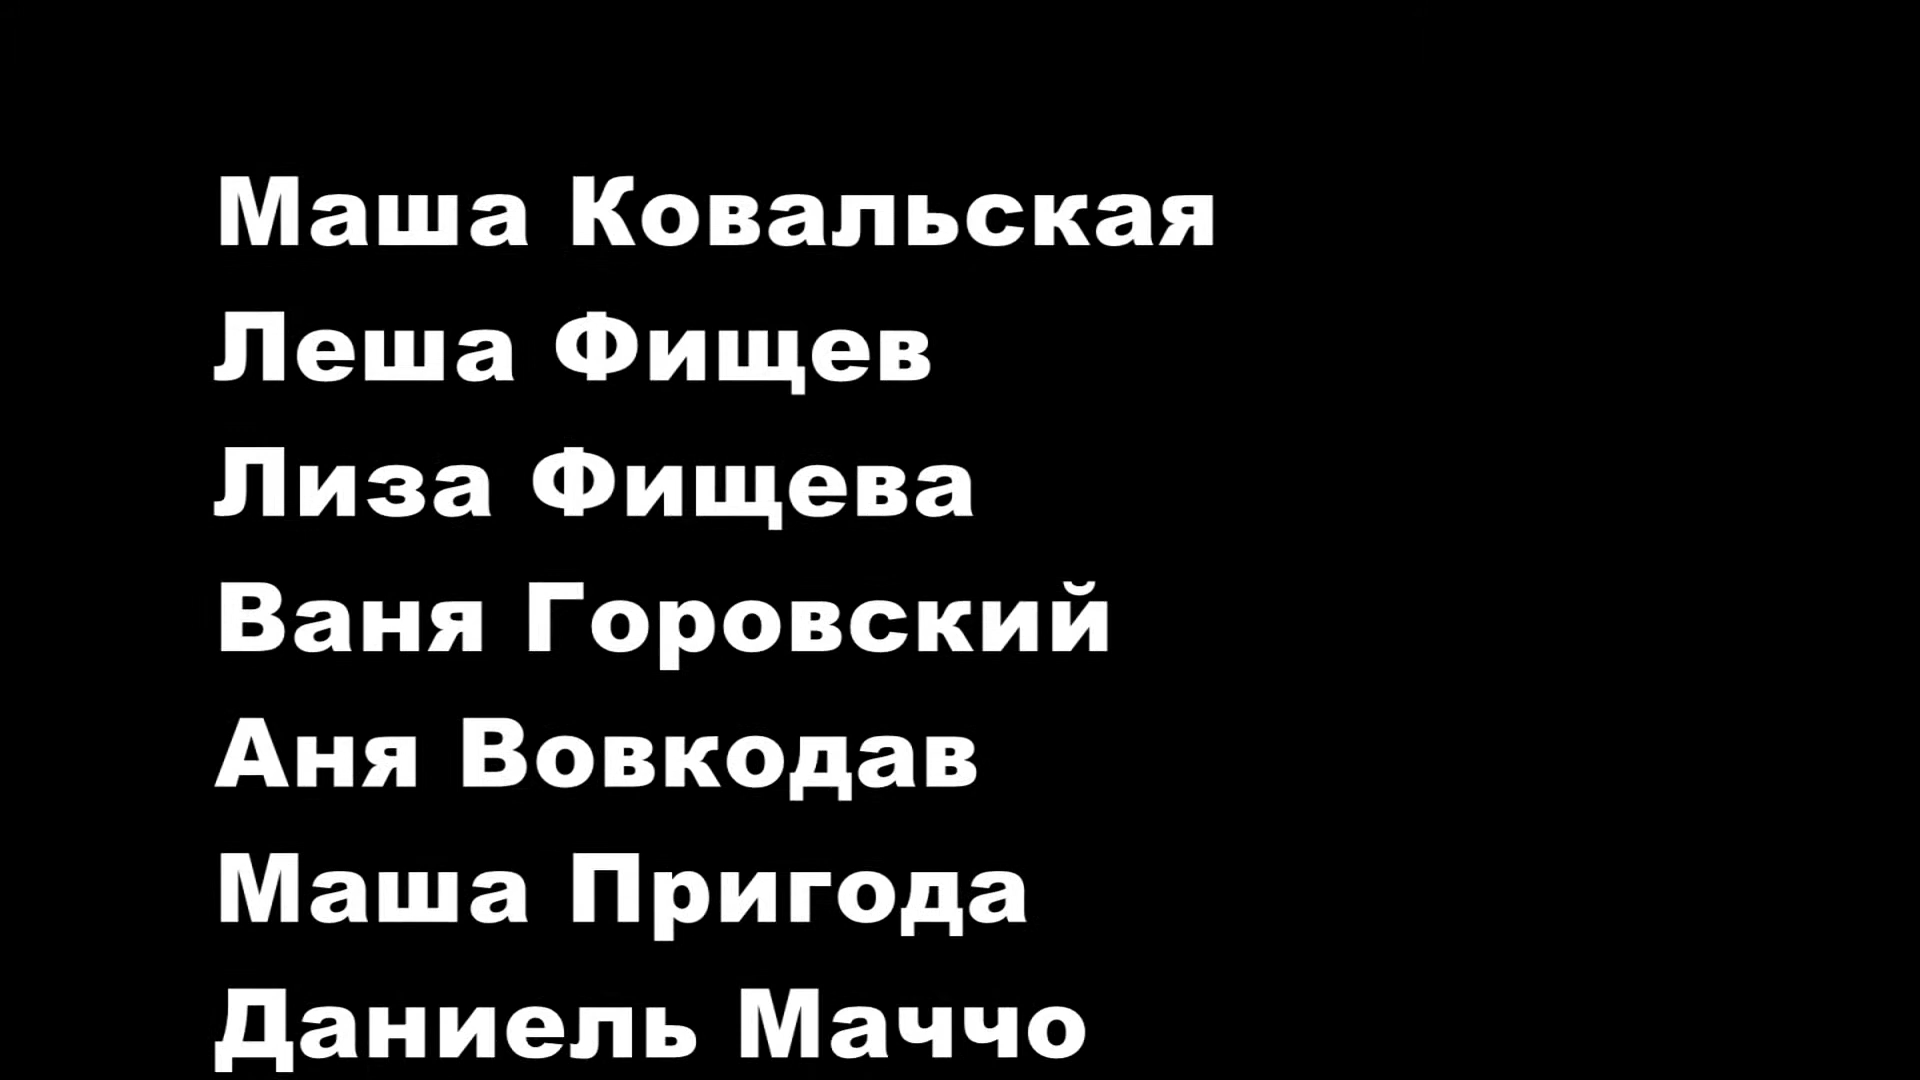 Маша Ковальская
Леша Фищев
Лиза Фищева
Ваня Горовский
Аня Вовкодав
Маша Пригода
Даниель Маччо